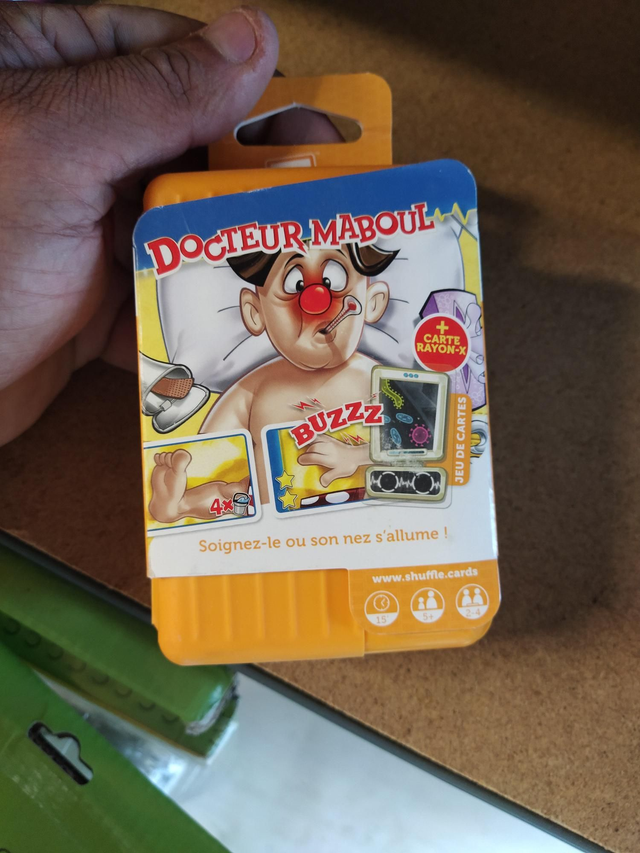 DOCTEUR MABOUL
+
CARTE
RAYON-X
BUZZZ
JEU DE CARTES
4x
Soignez-le ou son nez s'allume !
www.shuffle.cards
15'
5+
2-4